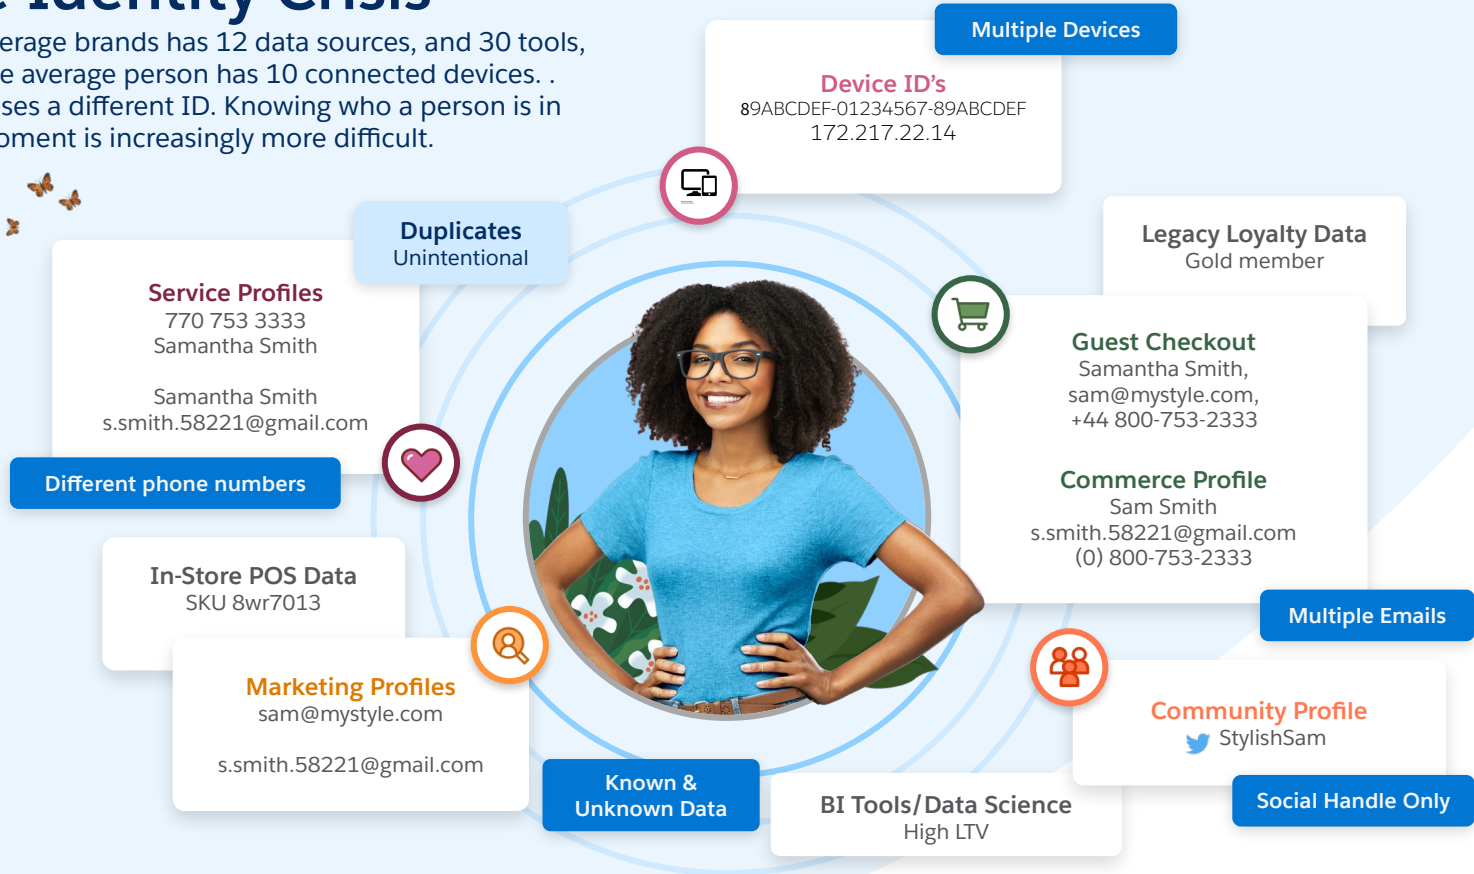 Identity Crisis
erage brands has 12 data sources, and 30 tools,
e average person has 10 connected devices. .
ses a different ID. Knowing who a person is in
oment is increasingly more difficult.
Multiple Devices
Device ID's
89ABCDEF-01234567-89ABCDEF
172.217.22.14
Duplicates
Unintentional
Service Profiles
770 753 3333
Samantha Smith
Samantha Smith
s.smith.58221@gmail.com
Different phone numbers
Legacy Loyalty Data
Gold member
Guest Checkout
Samantha Smith,
sam@mystyle.com,
+44 800-753-2333
Commerce Profile
Sam Smith
s.smith.58221@gmail.com
(0) 800-753-2333
Multiple Emails
In-Store POS Data
SKU 8wr7013
Marketing Profiles
sam@mystyle.com
s.smith.58221@gmail.com
Known &
Unknown Data
BI Tools/Data Science
High LTV
Community Profile
StylishSam
Social Handle Only